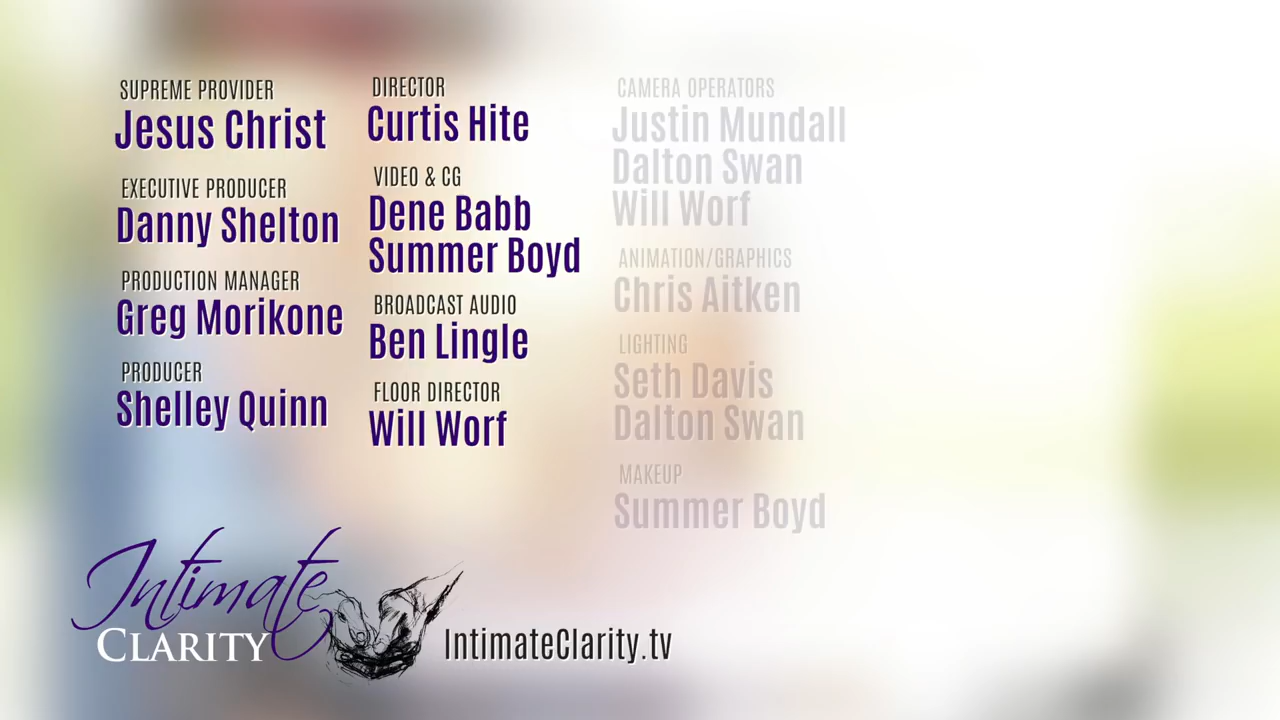 SUPREME PROVIDER
Jesus Christ
EXECUTIVE PRODUCER
Danny Shelton
PRODUCTION MANAGER
Greg Morikone
PRODUCER
Shelley Quinn
DIRECTOR
Curtis Hite
VIDEO & CG
Dene Babb
Summer Boyd
BROADCAST AUDIO
Ben Lingle
FLOOR DIRECTOR
Will Worf
CAMERA OPERATORS
Justin Mundall
Dalton Swan
Will Worf
ANIMATION/GRAPHICS
Chris Aitken
LIGHTING
Seth Davis
Dalton Swan
MAKEUP
Summer Boyd
Intimate
CLARITY
IntimateClarity.tv